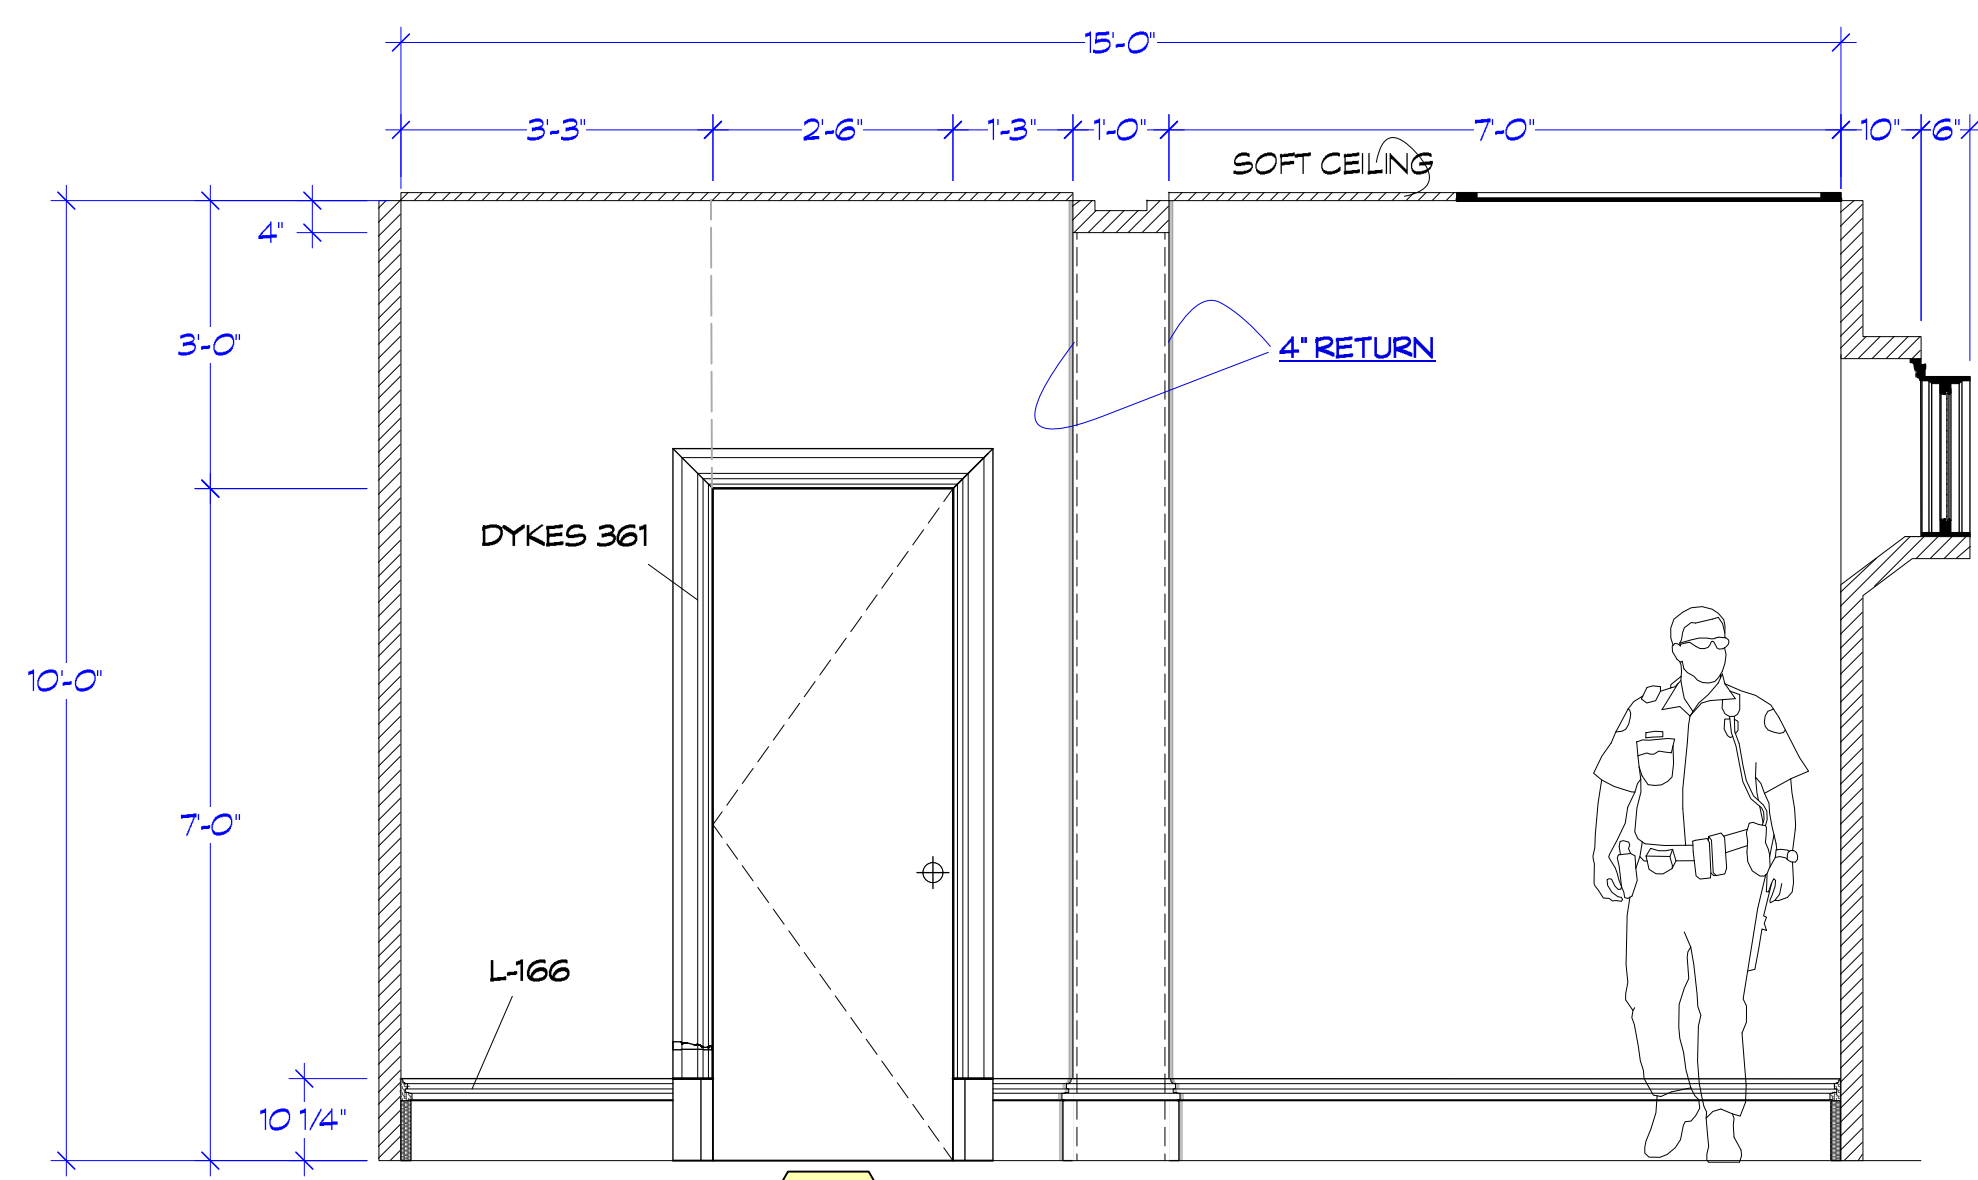 15'-0"
3'-3" 2'-6" 1'-3" 1'-0" 7'-0" 10" 6"
SOFT CEILING
4"
3'-0"
4" RETURN
DYKES 361
10'-0"
7'-0"
L-166
10 1/4"